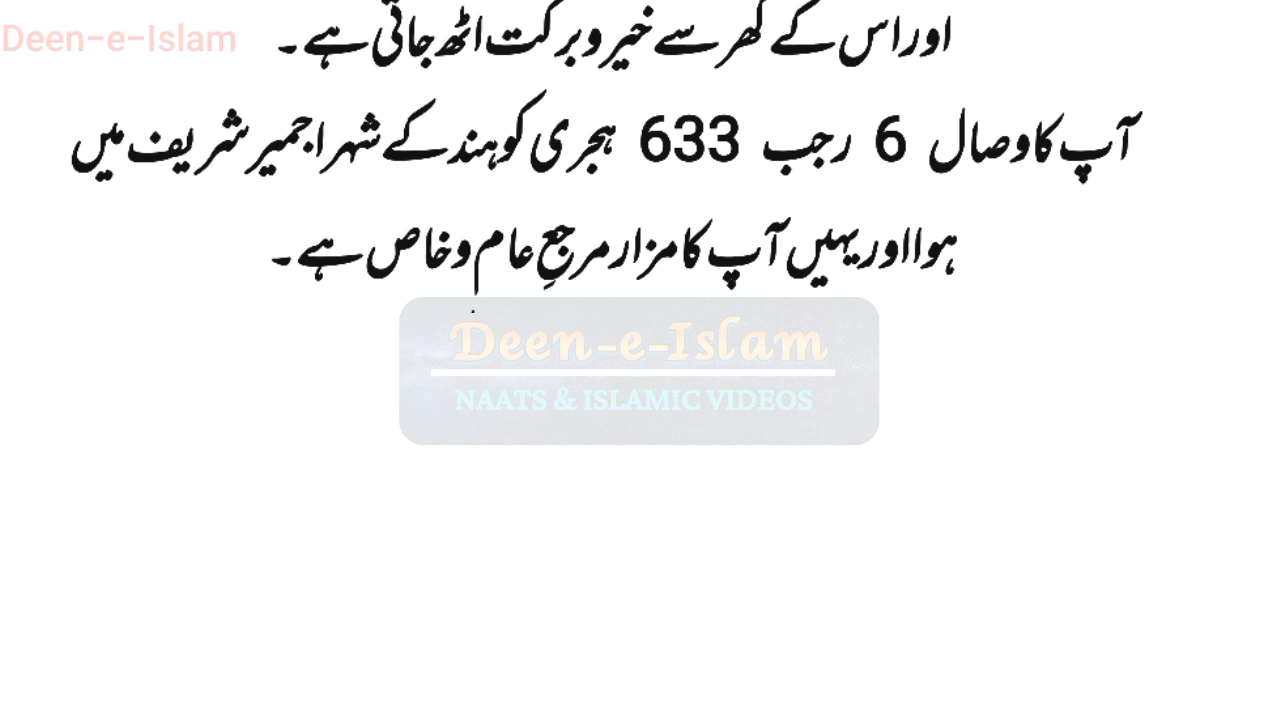 Deen-e-Islam
اور اس کے گھر سے خیر و برکت اٹھ جاتی ہے۔
آپ کا وصال 6 رجب 633 ہجری کو ہند کے شہر اجمیر شریف میں
ہوا اور یہیں آپ کا مزار مرجعِ عام و خاص ہے۔
Deen-e-Islam
NAATS & ISLAMIC VIDEOS